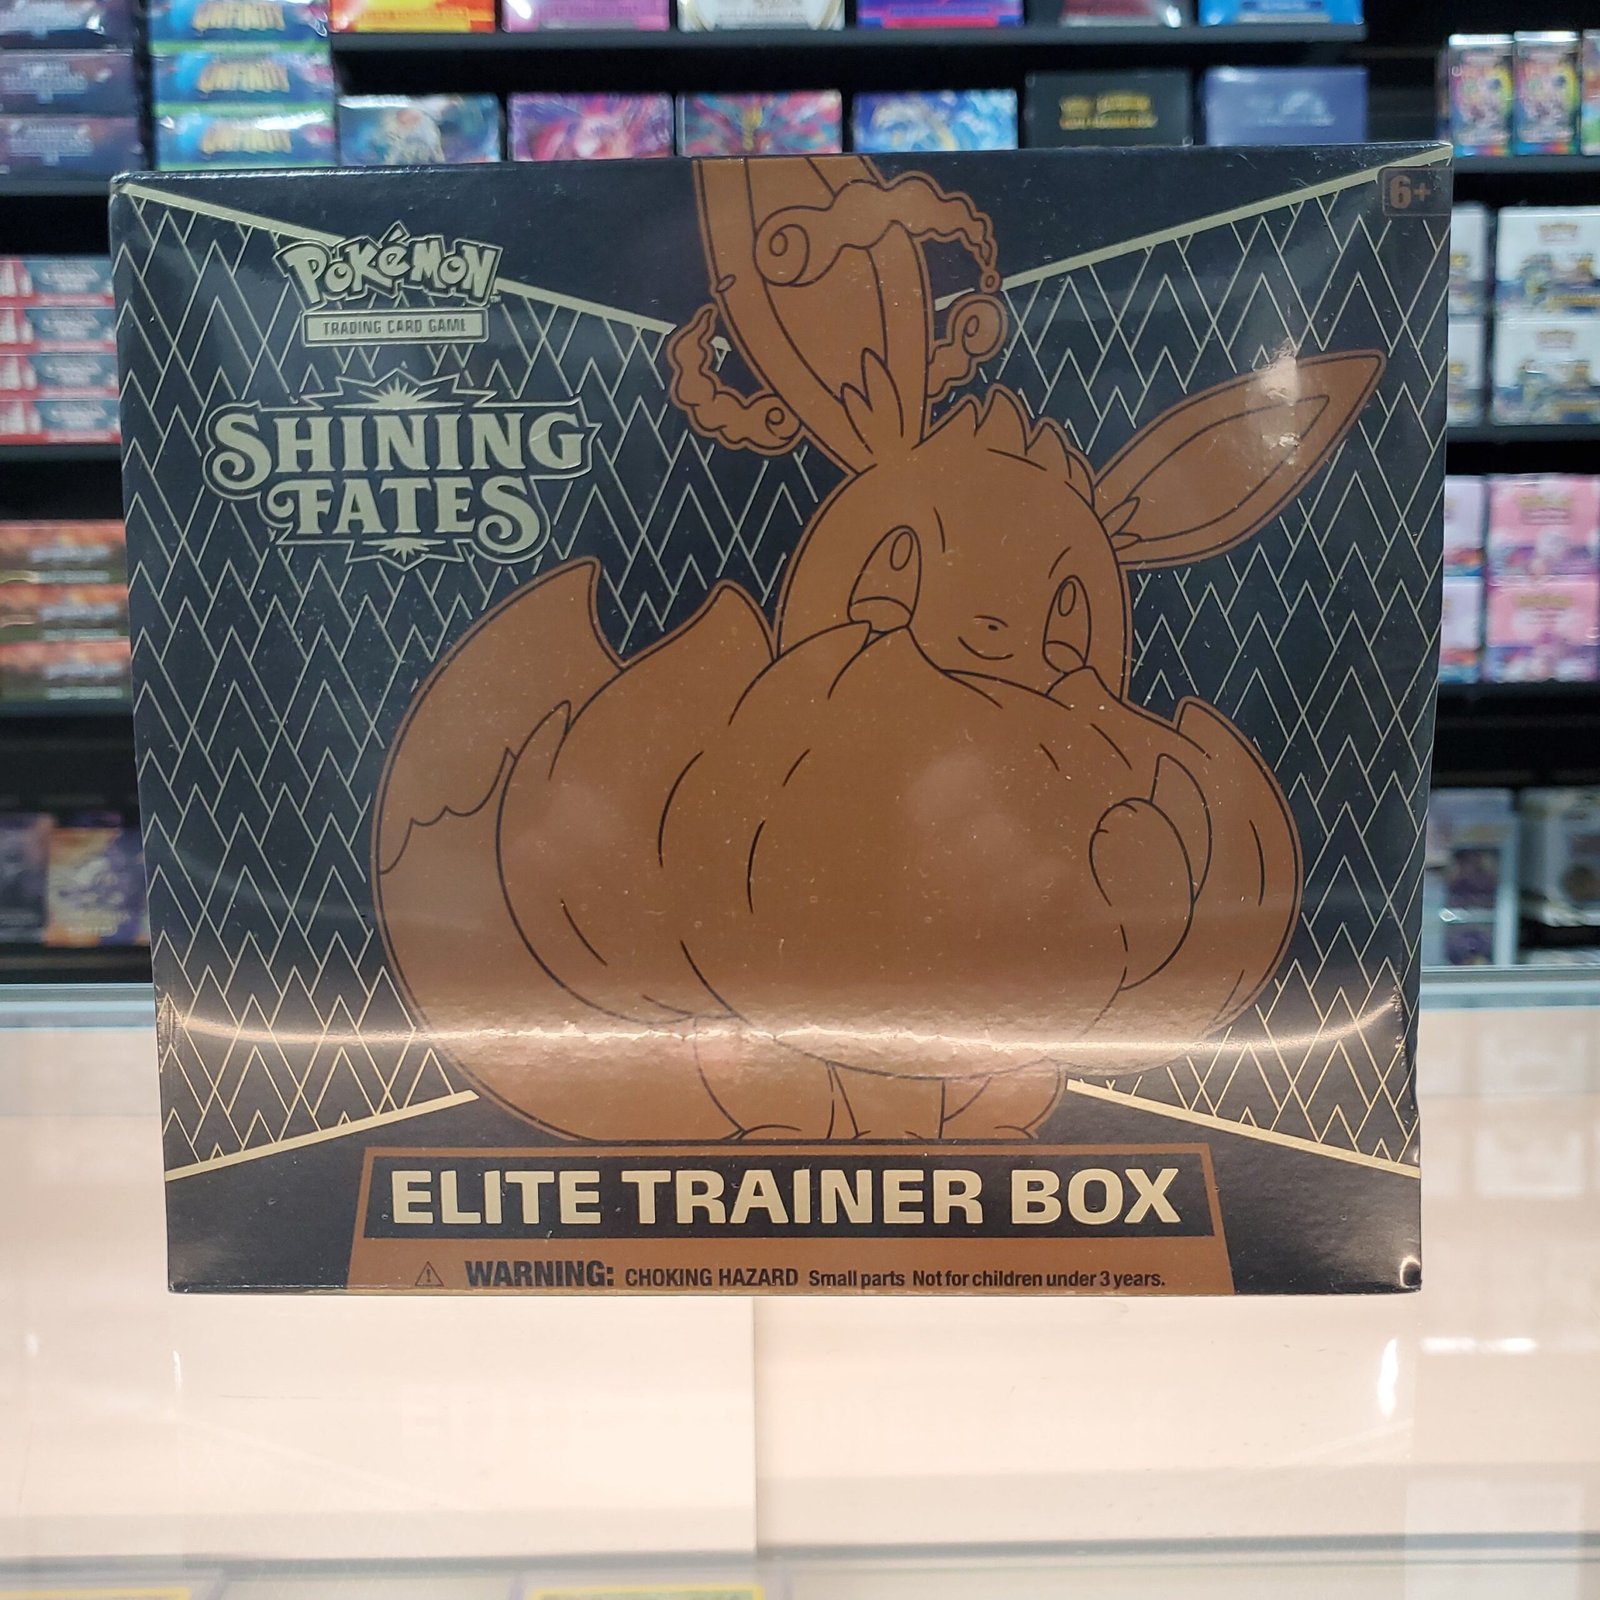 6+
POKéMON
TRADING CARD GAME
SHINING
FATES
ELITE TRAINER BOX
WARNING: CHOKING HAZARD Small parts Not for children under 3 years.